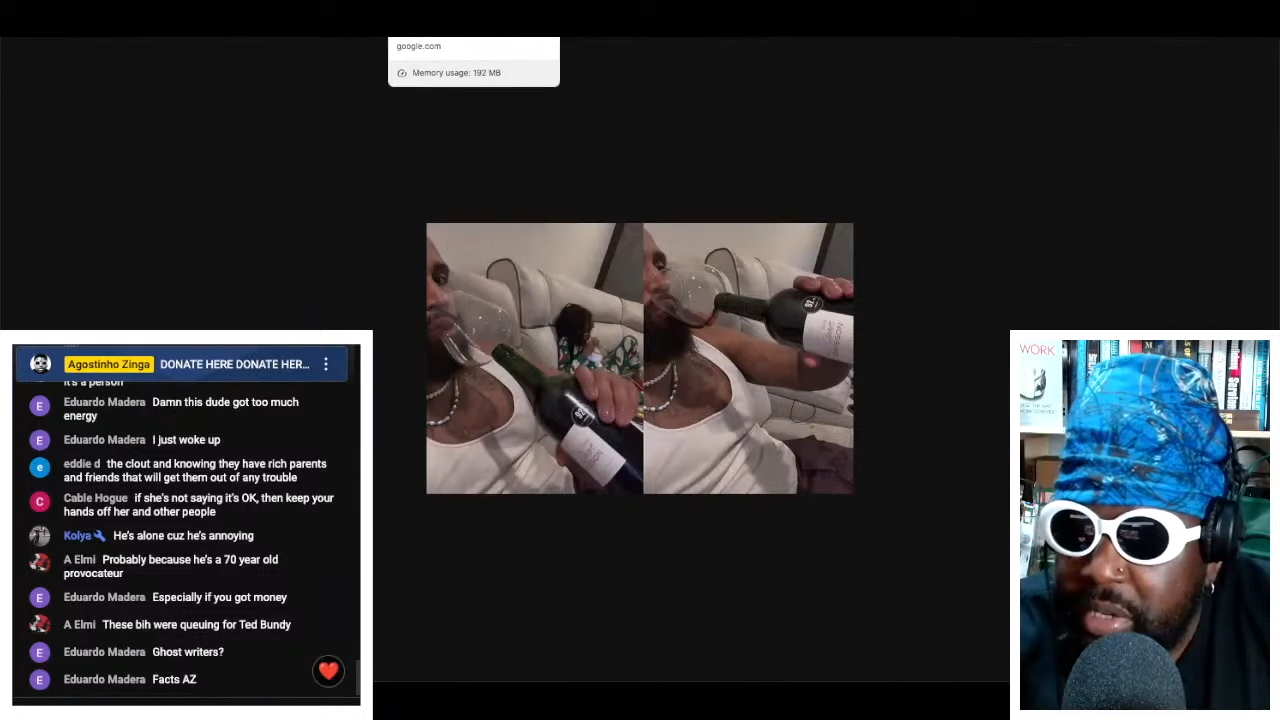 google.com
Memory usage: 192 MB
Agostinho Zinga DONATE HERE DONATE HER...
it's a person
Eduardo Madera Damn this dude got too much
energy
Eduardo Madera I just woke up
eddie d the clout and knowing they have rich parents
and friends that will get them out of any trouble
Cable Hogue if she's not saying it's OK, then keep your
hands off her and other people
Kolya He's alone cuz he's annoying
A Elmi Probably because he's a 70 year old
provocateur
Eduardo Madera Especially if you got money
A Elmi These bih were queuing for Ted Bundy
Eduardo Madera Ghost writers?
Eduardo Madera Facts AZ
92
92
WORK